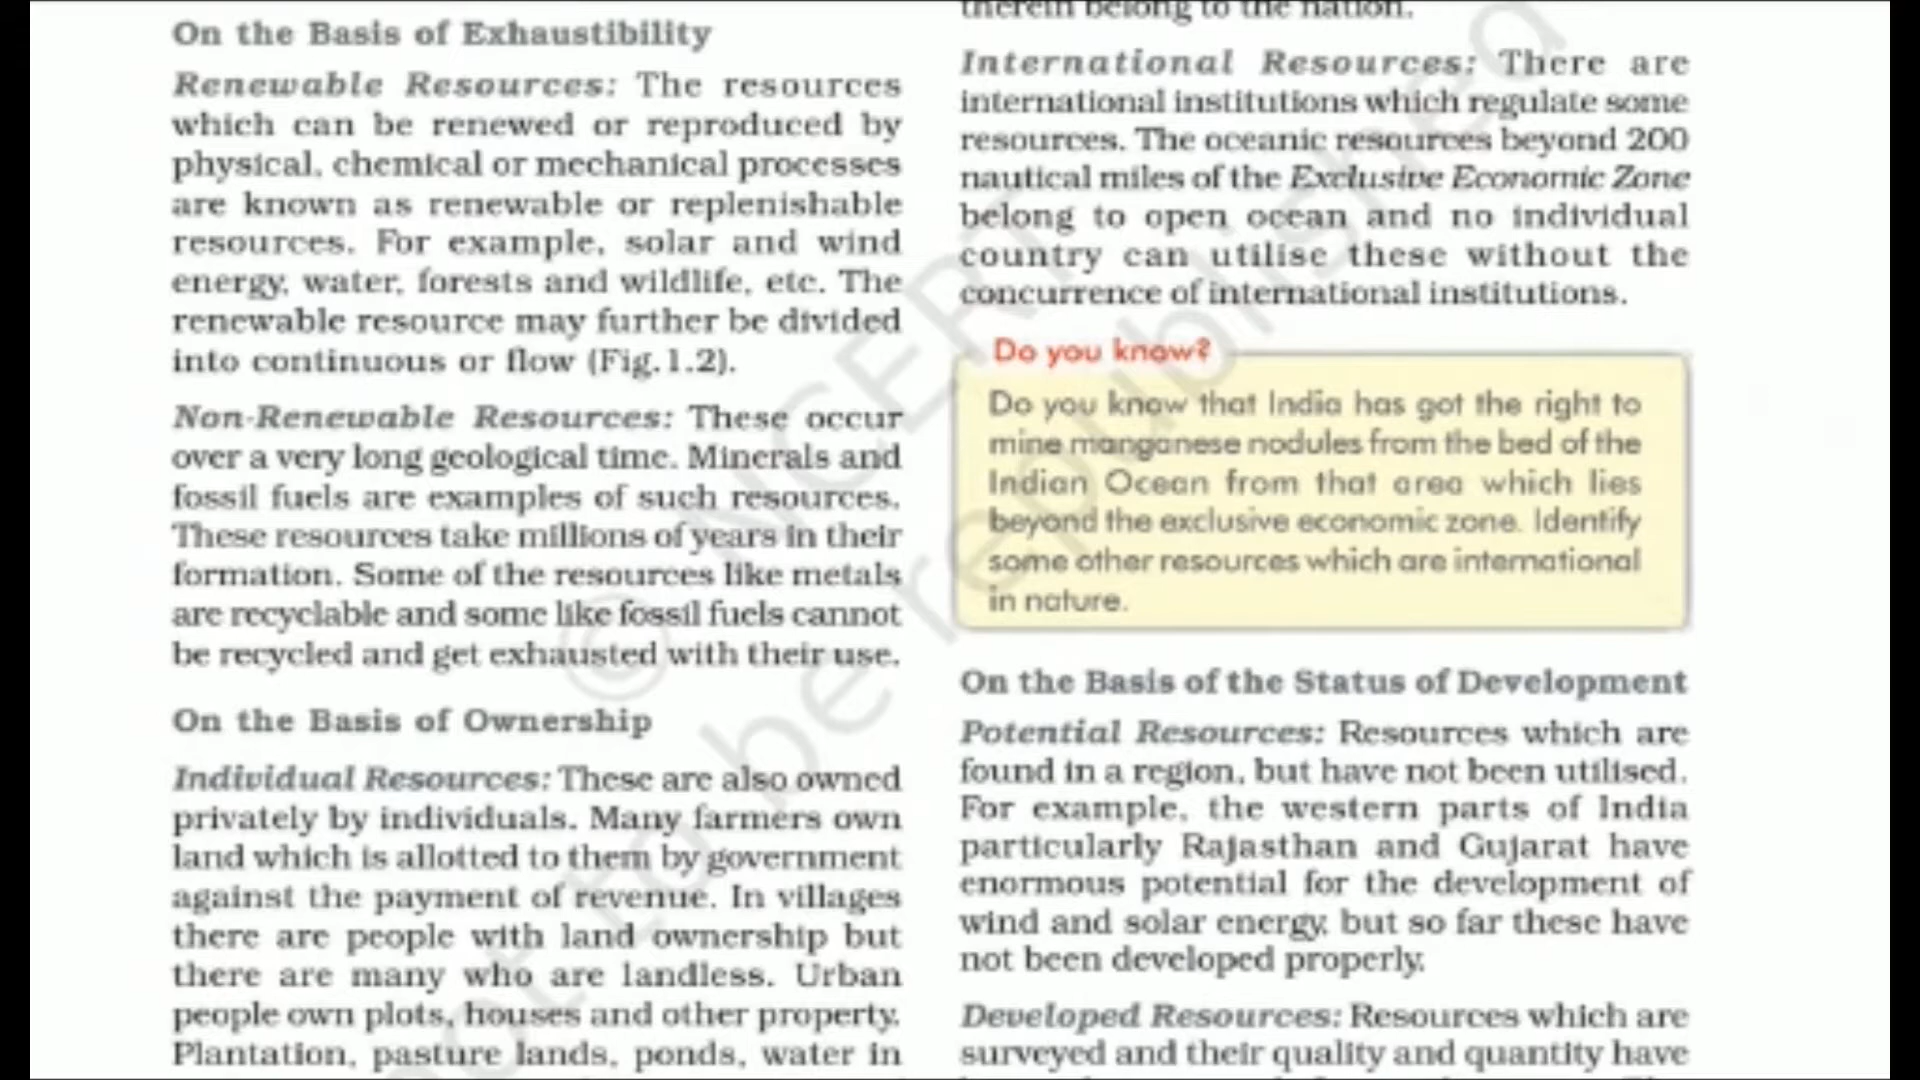 On the Basis of Exhaustibility
Renewable Resources: The resources
which can be renewed or reproduced by
physical, chemical or mechanical processes
are known as renewable or replenishable
resources. For example, solar and wind
energy, water, forests and wildlife, etc. The
renewable resource may further be divided
into continuous or flow (Fig.1.2).
Non-Renewable Resources: These occur
over a very long geological time. Minerals and
fossil fuels are examples of such resources.
These resources take millions of years in their
formation. Some of the resources like metals
are recyclable and some like fossil fuels cannot
be recycled and get exhausted with their use.
On the Basis of Ownership
Individual Resources: These are also owned
privately by individuals. Many farmers own
land which is allotted to them by government
against the payment of revenue. In villages
there are people with land ownership but
there are many who are landless. Urban
people own plots, houses and other property.
Plantation, pasture lands, ponds, water in
therein belong to the nation.
International Resources: There are
international institutions which regulate some
resources. The oceanic resources beyond 200
nautical miles of the Exclusive Economic Zone
belong to open ocean and no individual
country can utilise these without the
concurrence of international institutions.
Do you know?
Do you know that India has got the right to
mine manganese nodules from the bed of the
Indian Ocean from that area which lies
beyond the exclusive economic zone. Identify
some other resources which are international
in nature.
On the Basis of the Status of Development
Potential Resources: Resources which are
found in a region, but have not been utilised.
For example, the western parts of India
particularly Rajasthan and Gujarat have
enormous potential for the development of
wind and solar energy, but so far these have
not been developed properly.
Developed Resources: Resources which are
surveyed and their quality and quantity have
© NCERT
not to be republished